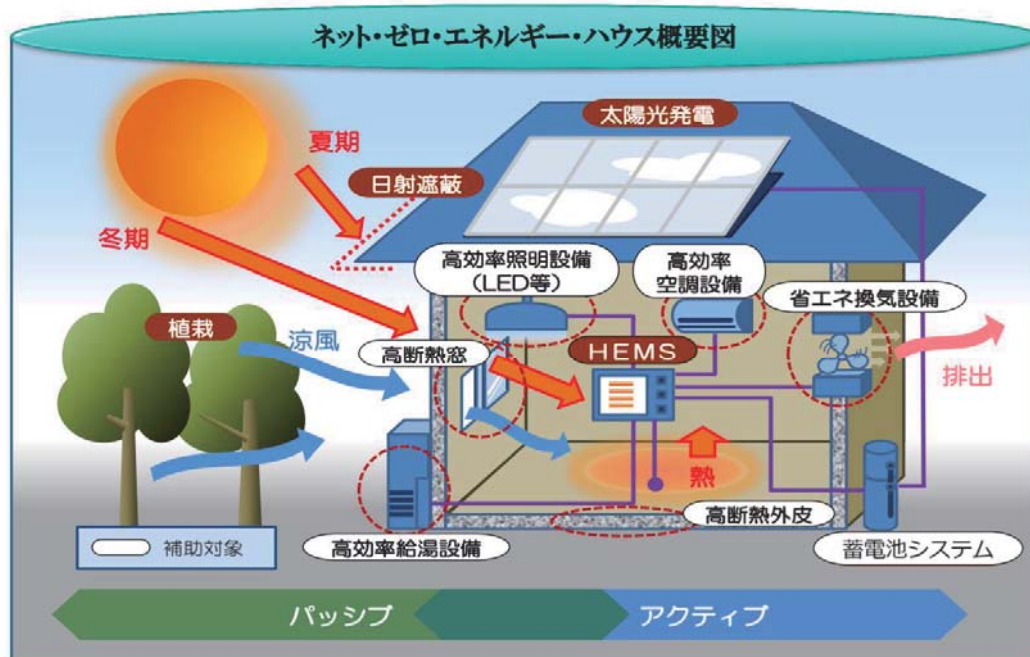 ネット・ゼロ・エネルギー・ハウス概要図
太陽光発電
夏期
日射遮蔽
冬期
高効率照明設備
(LED等)
高効率
空調設備
省エネ換気設備
植栽
涼風
高断熱窓
HEMS
排出
熱
高断熱外皮
高効率給湯設備
蓄電池システム
補助対象
パッシブ
アクティブ